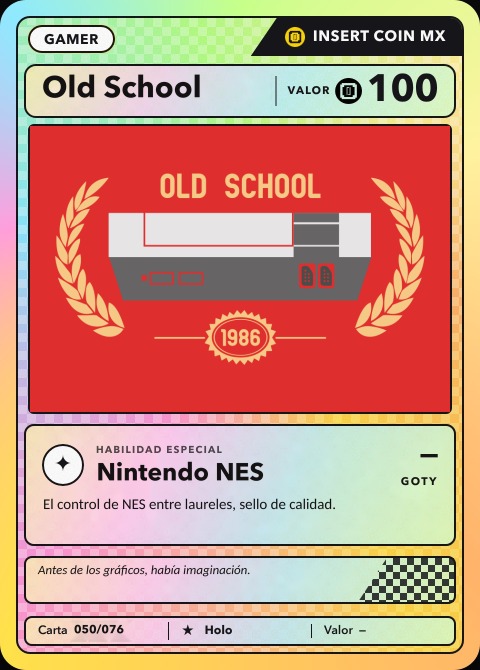 GAMER
INSERT COIN MX
Old School
VALOR 100
OLD SCHOOL
1986
HABILIDAD ESPECIAL
Nintendo NES
–
GOTY
El control de NES entre laureles, sello de calidad.
Antes de los gráficos, había imaginación.
Carta 050/076 ★ Holo Valor –